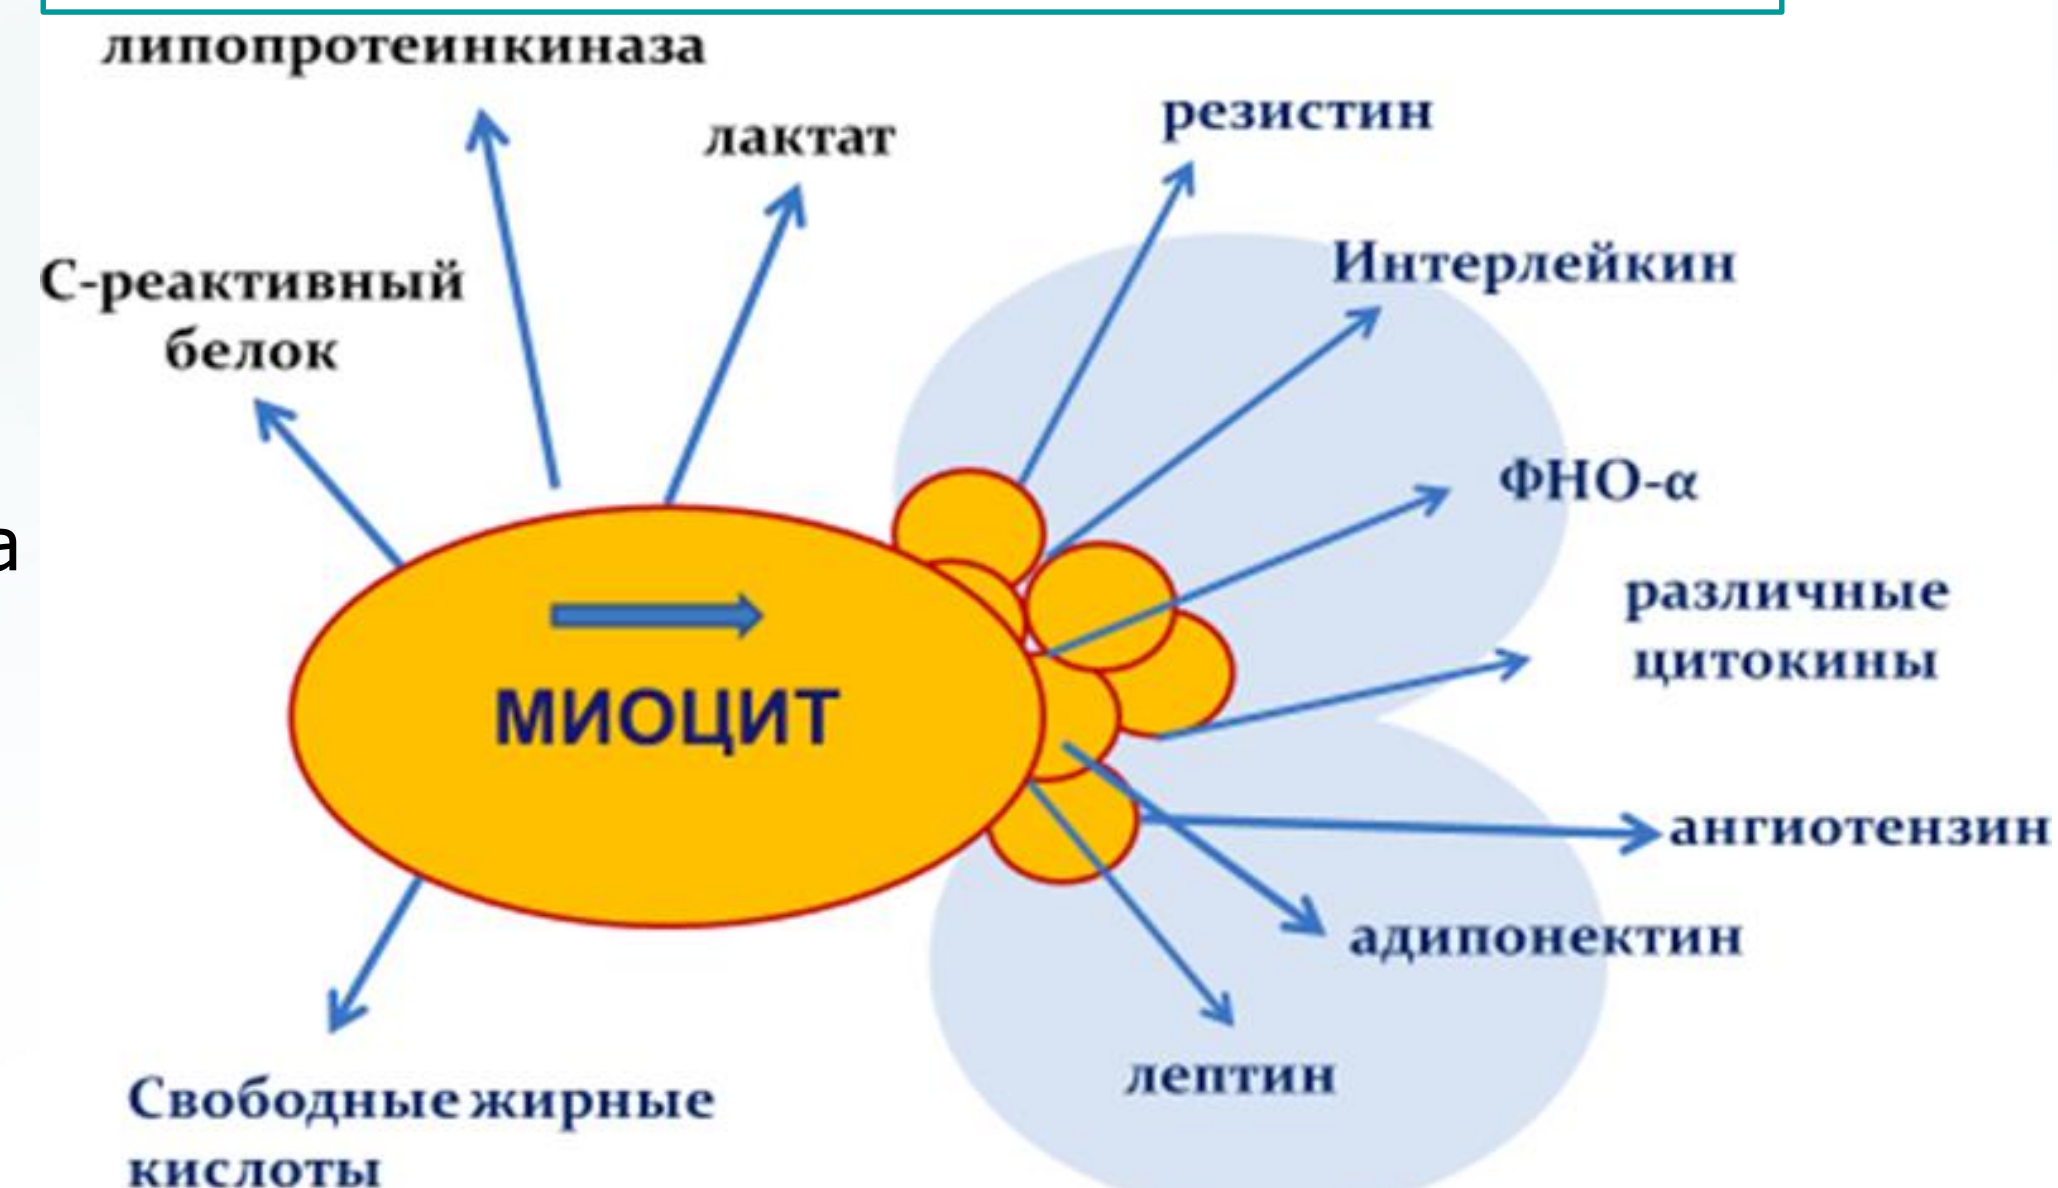 липопротеинкиназа
лактат
резистин
С-реактивный
белок
Интерлейкин
ФНО-α
а
различные
цитокины
МИОЦИТ
ангиотензин
адипонектин
лептин
Свободные жирные
кислоты